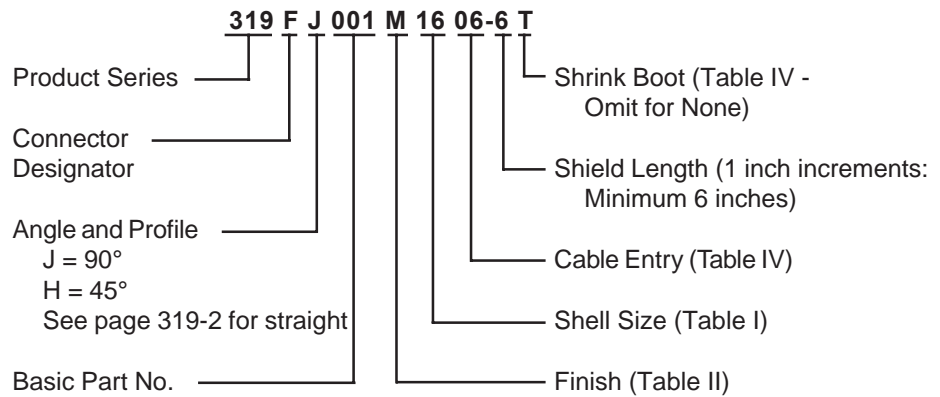 319 F J 001 M 16 06-6 T
Product Series
Connector
Designator
Angle and Profile
J = 90°
H = 45°
See page 319-2 for straight
Basic Part No.
Shrink Boot (Table IV -
Omit for None)
Shield Length (1 inch increments:
Minimum 6 inches)
Cable Entry (Table IV)
Shell Size (Table I)
Finish (Table II)